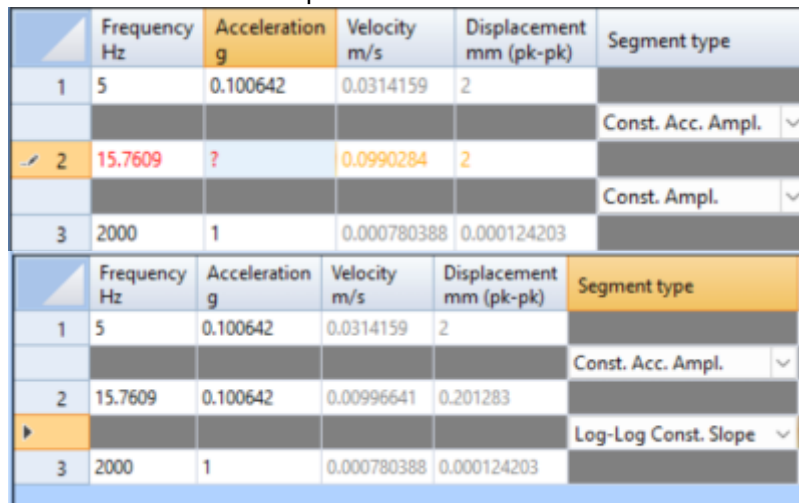 Frequency Hz Acceleration g Velocity m/s Displacement mm (pk-pk) Segment type
1 5 0.100642 0.0314159 2
Const. Acc. Ampl.
2 15.7609 ? 0.0990284 2
Const. Ampl.
3 2000 1 0.000780388 0.000124203
Frequency Hz Acceleration g Velocity m/s Displacement mm (pk-pk) Segment type
1 5 0.100642 0.0314159 2
Const. Acc. Ampl.
2 15.7609 0.100642 0.00996641 0.201283
Log-Log Const. Slope
3 2000 1 0.000780388 0.000124203